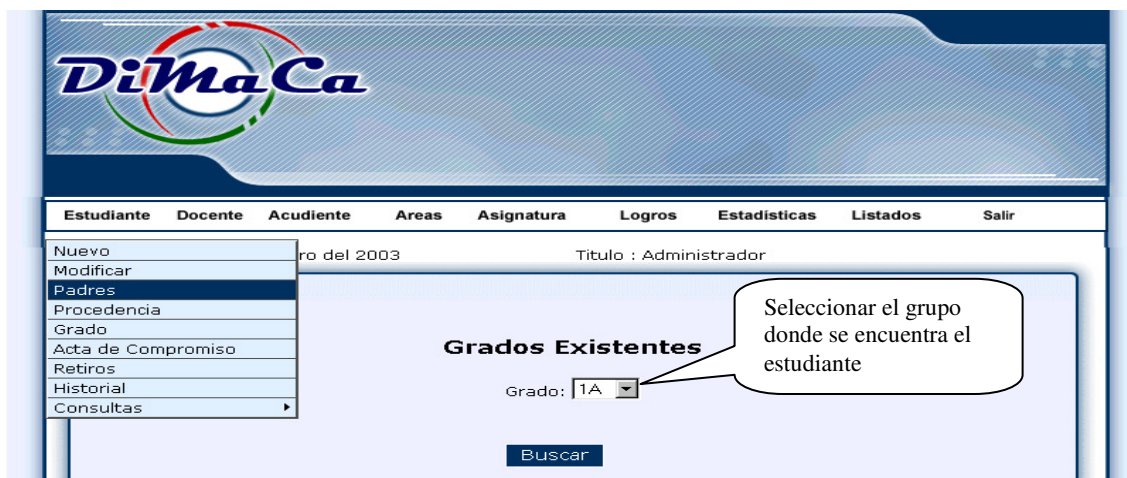 DiMaCa
Estudiante Docente Acudiente Areas Asignatura Logros Estadisticas Listados Salir
ro del 2003 Titulo : Administrador
Nuevo
Modificar
Padres
Procedencia
Grado
Acta de Compromiso
Retiros
Historial
Consultas
Grados Existentes
Grado: 1A
Buscar
Seleccionar el grupo
donde se encuentra el
estudiante